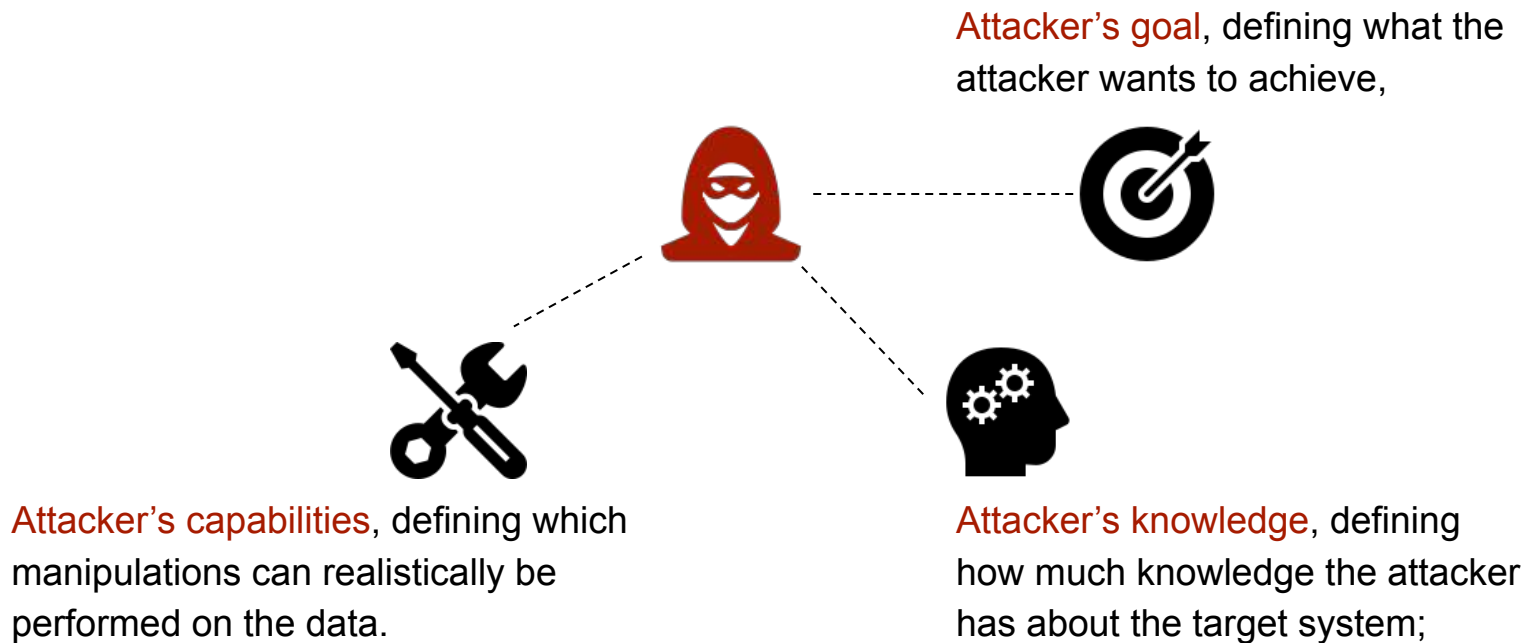 Attacker’s goal, defining what the
attacker wants to achieve,
Attacker’s capabilities, defining which
manipulations can realistically be
performed on the data.
Attacker’s knowledge, defining
how much knowledge the attacker
has about the target system;